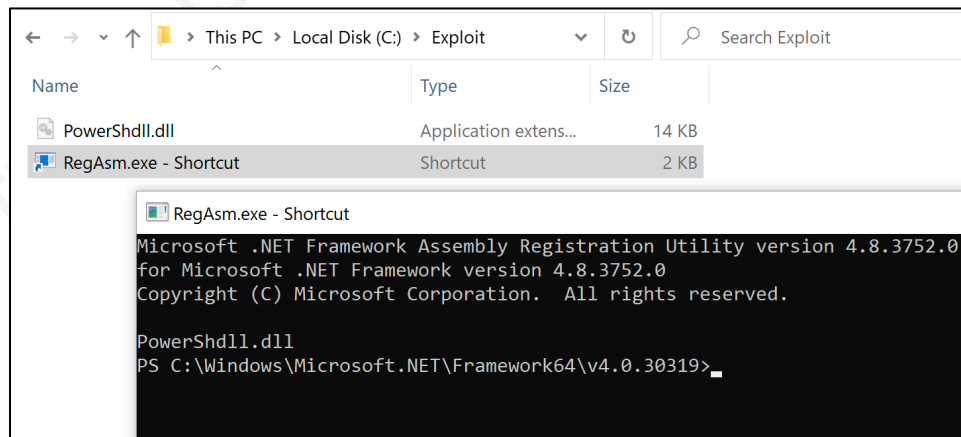 This PC > Local Disk (C:) > Exploit
Search Exploit
Name Type Size
PowerShdll.dll Application extens... 14 KB
RegAsm.exe - Shortcut Shortcut 2 KB
RegAsm.exe - Shortcut
Microsoft .NET Framework Assembly Registration Utility version 4.8.3752.0
for Microsoft .NET Framework version 4.8.3752.0
Copyright (C) Microsoft Corporation.  All rights reserved.
PowerShdll.dll
PS C:\Windows\Microsoft.NET\Framework64\v4.0.30319>